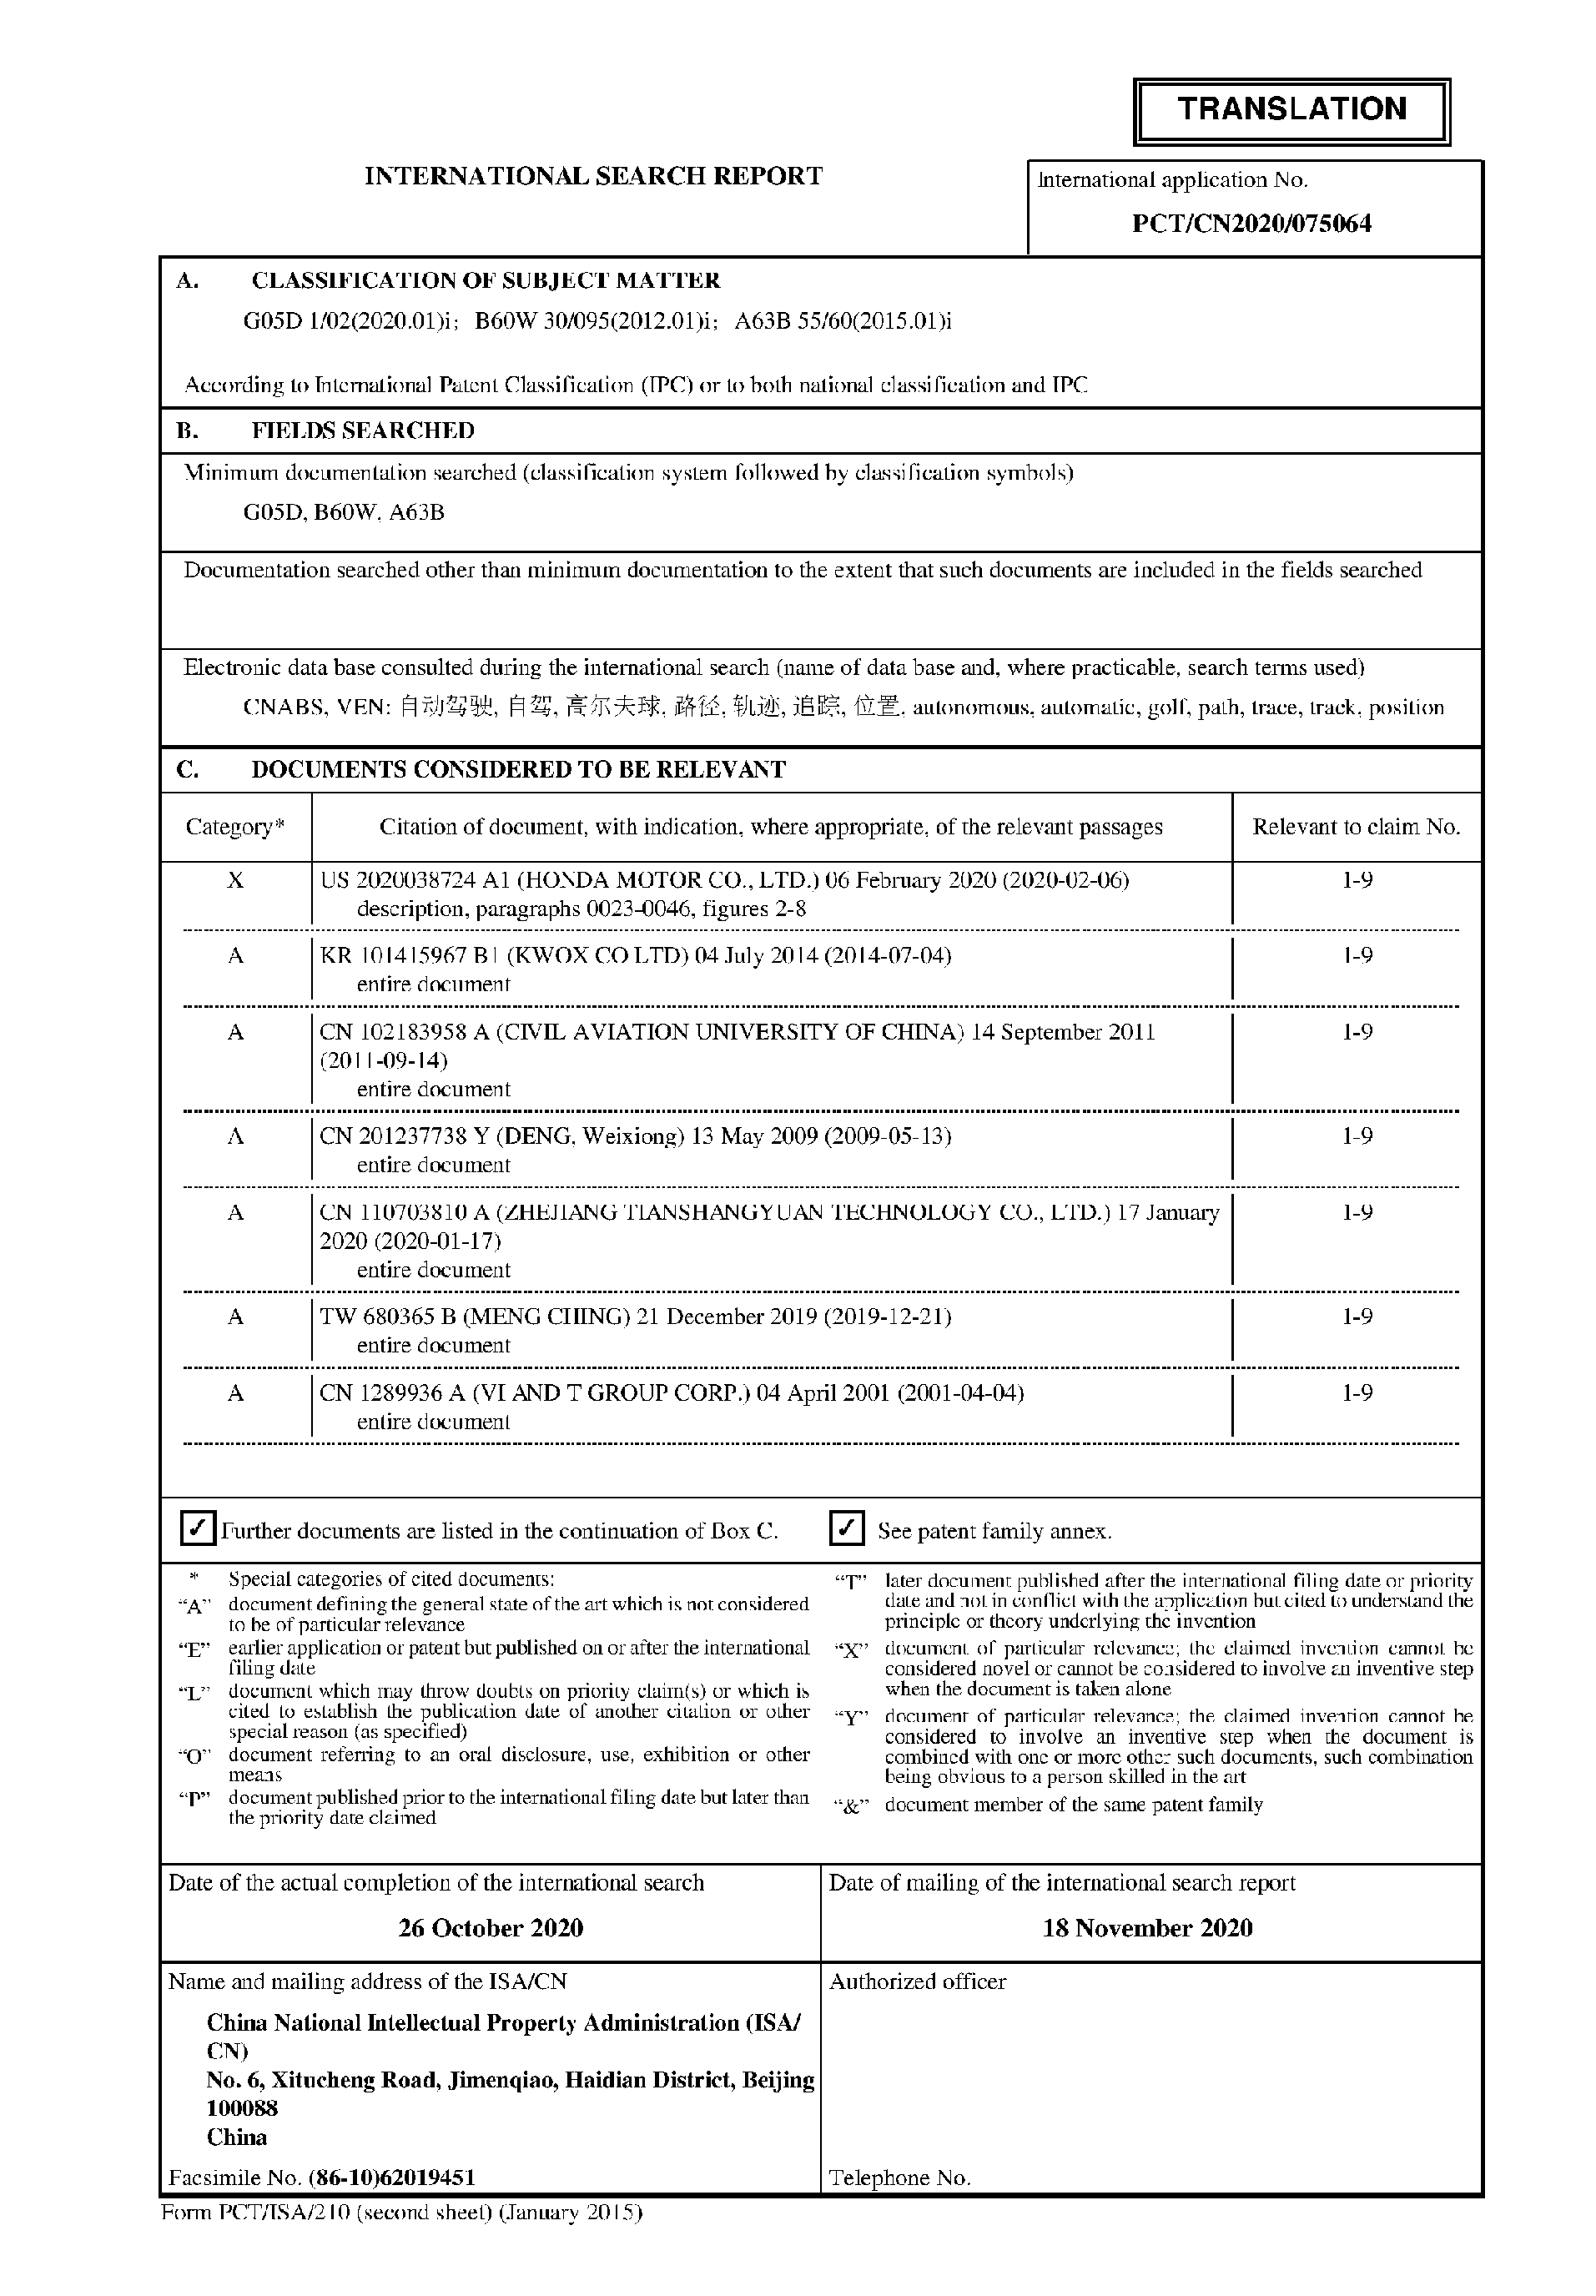 TRANSLATION
INTERNATIONAL SEARCH REPORT
International application No.
PCT/CN2020/075064
A. CLASSIFICATION OF SUBJECT MATTER
G05D 1/02(2020.01)i; B60W 30/095(2012.01)i; A63B 55/60(2015.01)i
According to International Patent Classification (IPC) or to both national classification and IPC
B. FIELDS SEARCHED
Minimum documentation searched (classification system followed by classification symbols)
G05D, B60W, A63B
Documentation searched other than minimum documentation to the extent that such documents are included in the fields searched
Electronic data base consulted during the international search (name of data base and, where practicable, search terms used)
CNABS, VEN: 自动驾驶, 自驾, 高尔夫球, 路径, 轨迹, 追踪, 位置, autonomous, automatic, golf, path, trace, track, position
C. DOCUMENTS CONSIDERED TO BE RELEVANT
Category* Citation of document, with indication, where appropriate, of the relevant passages Relevant to claim No.
X US 2020038724 A1 (HONDA MOTOR CO., LTD.) 06 February 2020 (2020-02-06) 1-9
description, paragraphs 0023-0046, figures 2-8
A KR 101415967 B1 (KWOX CO LTD) 04 July 2014 (2014-07-04) 1-9
entire document
A CN 102183958 A (CIVIL AVIATION UNIVERSITY OF CHINA) 14 September 2011 1-9
(2011-09-14)
entire document
A CN 201237738 Y (DENG, Weixiong) 13 May 2009 (2009-05-13) 1-9
entire document
A CN 110703810 A (ZHEJIANG TIANSHANGYUAN TECHNOLOGY CO., LTD.) 17 January 1-9
2020 (2020-01-17)
entire document
A TW 680365 B (MENG CHING) 21 December 2019 (2019-12-21) 1-9
entire document
A CN 1289936 A (VI AND T GROUP CORP.) 04 April 2001 (2001-04-04) 1-9
entire document
✓ Further documents are listed in the continuation of Box C.
✓ See patent family annex.
* Special categories of cited documents:
“A” document defining the general state of the art which is not considered
to be of particular relevance
“E” earlier application or patent but published on or after the international
filing date
“L” document which may throw doubts on priority claim(s) or which is
cited to establish the publication date of another citation or other
special reason (as specified)
“O” document referring to an oral disclosure, use, exhibition or other
means
“P” document published prior to the international filing date but later than
the priority date claimed
“T” later document published after the international filing date or priority
date and not in conflict with the application but cited to understand the
principle or theory underlying the invention
“X” document of particular relevance; the claimed invention cannot be
considered novel or cannot be considered to involve an inventive step
when the document is taken alone
“Y” document of particular relevance; the claimed invention cannot be
considered to involve an inventive step when the document is
combined with one or more other such documents, such combination
being obvious to a person skilled in the art
“&” document member of the same patent family
Date of the actual completion of the international search
26 October 2020
Date of mailing of the international search report
18 November 2020
Name and mailing address of the ISA/CN
China National Intellectual Property Administration (ISA/
CN)
No. 6, Xitucheng Road, Jimenqiao, Haidian District, Beijing
100088
China
Facsimile No. (86-10)62019451
Authorized officer
Telephone No.
Form PCT/ISA/210 (second sheet) (January 2015)